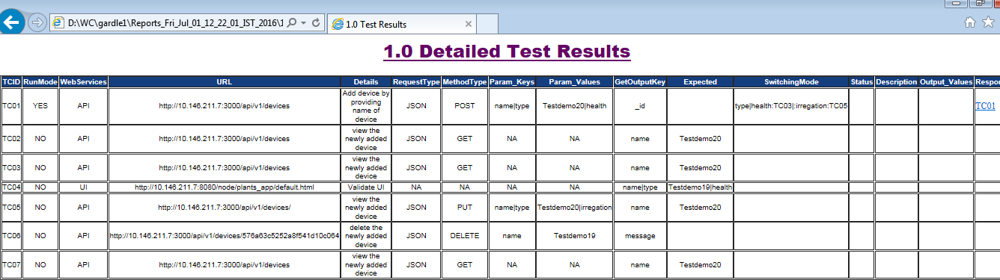 D:\WC\gardle1\Reports_Fri_Jul_01_12_22_01_IST_2016\1
1.0 Test Results
1.0 Detailed Test Results
TCID RunMode WebServices URL Details RequestType MethodType Param_Keys Param_Values GetOutputKey Expected SwitchingMode Status Description Output_Values Respor
TC01 YES API http://10.146.211.7:3000/api/v1/devices Add device by providing name of device JSON POST name|type Testdemo20|health _id type|health:TC03|:irregation:TC05 TC01
TC02 NO API http://10.146.211.7:3000/api/v1/devices view the newly added device JSON GET NA NA name Testdemo20
TC03 NO API http://10.146.211.7:3000/api/v1/devices view the newly added device JSON GET NA NA name Testdemo20
TC04 NO UI http://10.146.211.7:8080/node/plants_app/default.html Validate UI NA NA NA NA name|type Testdemo19|health
TC05 NO API http://10.146.211.7:3000/api/v1/devices/ view the newly added device JSON PUT name|type Testdemo20|irregation name Testdemo20
TC06 NO API http://10.146.211.7:3000/api/v1/devices/576a63c5252a8f541d10c064 delete the newly added device JSON DELETE name Testdemo19 message
TC07 NO API http://10.146.211.7:3000/api/v1/devices view the newly added device JSON GET NA NA name Testdemo20